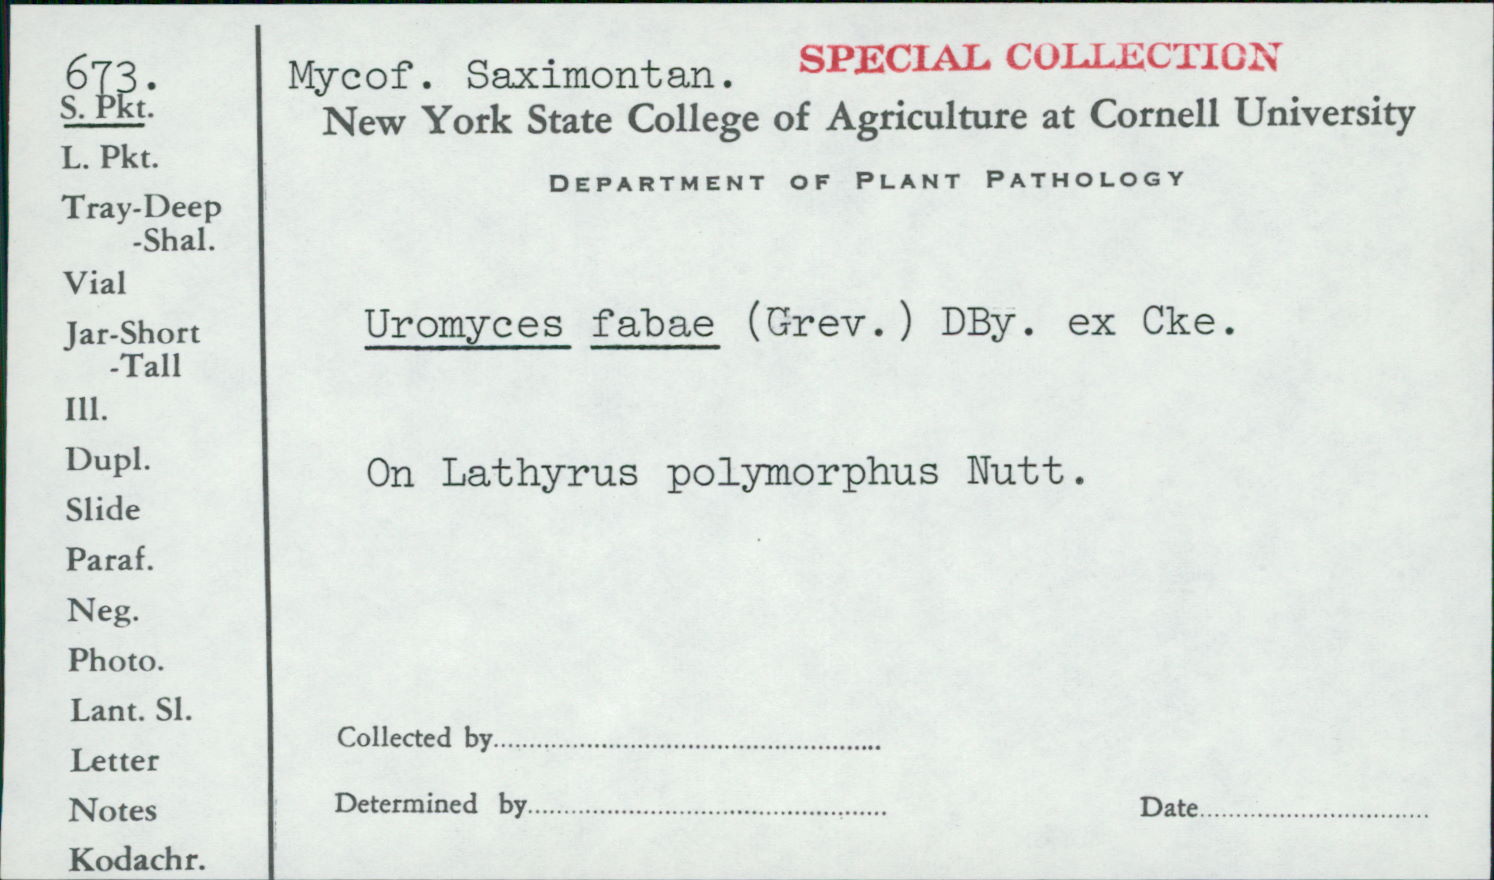 673.
S. Pkt.
L. Pkt.
Tray-Deep
-Shal.
Vial
Jar-Short
-Tall
Ill.
Dupl.
Slide
Paraf.
Neg.
Photo.
Lant. Sl.
Letter
Notes
Kodachr.
Mycof. Saximontan. SPECIAL COLLECTION
New York State College of Agriculture at Cornell University
DEPARTMENT OF PLANT PATHOLOGY
Uromyces fabae (Grev.) DBy. ex Cke.
On Lathyrus polymorphus Nutt.
Collected by
Determined by Date